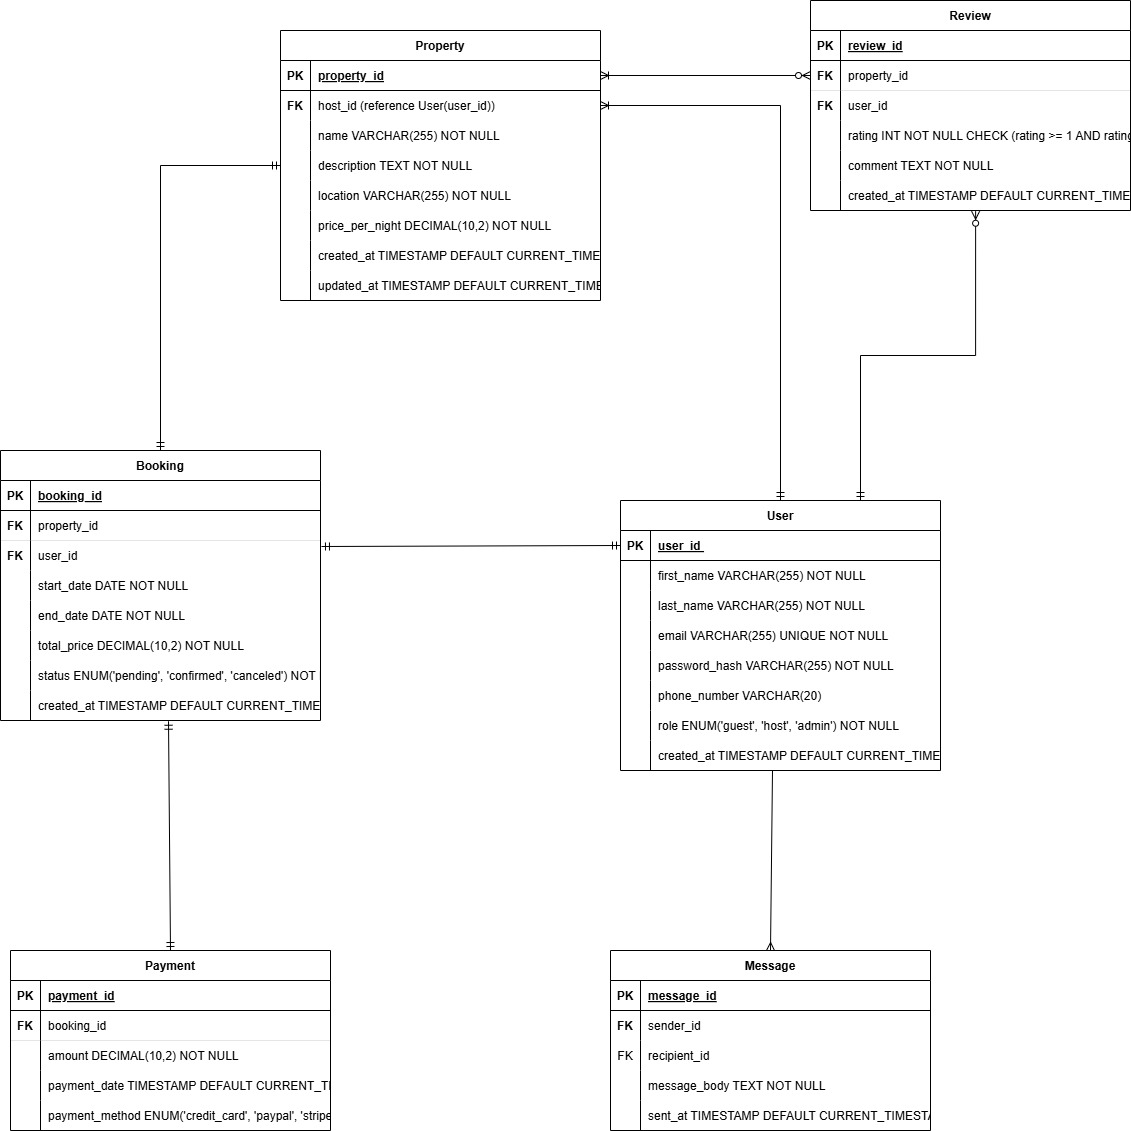 Review
PK review_id
FK property_id
FK user_id
rating INT NOT NULL CHECK (rating >= 1 AND rating
comment TEXT NOT NULL
created_at TIMESTAMP DEFAULT CURRENT_TIME
Property
PK property_id
FK host_id (reference User(user_id))
name VARCHAR(255) NOT NULL
description TEXT NOT NULL
location VARCHAR(255) NOT NULL
price_per_night DECIMAL(10,2) NOT NULL
created_at TIMESTAMP DEFAULT CURRENT_TIME
updated_at TIMESTAMP DEFAULT CURRENT_TIME
Booking
PK booking_id
FK property_id
FK user_id
start_date DATE NOT NULL
end_date DATE NOT NULL
total_price DECIMAL(10,2) NOT NULL
status ENUM('pending', 'confirmed', 'canceled') NOT
created_at TIMESTAMP DEFAULT CURRENT_TIME
User
PK user_id
first_name VARCHAR(255) NOT NULL
last_name VARCHAR(255) NOT NULL
email VARCHAR(255) UNIQUE NOT NULL
password_hash VARCHAR(255) NOT NULL
phone_number VARCHAR(20)
role ENUM('guest', 'host', 'admin') NOT NULL
created_at TIMESTAMP DEFAULT CURRENT_TIME
Payment
PK payment_id
FK booking_id
amount DECIMAL(10,2) NOT NULL
payment_date TIMESTAMP DEFAULT CURRENT_TI
payment_method ENUM('credit_card', 'paypal', 'stripe
Message
PK message_id
FK sender_id
FK recipient_id
message_body TEXT NOT NULL
sent_at TIMESTAMP DEFAULT CURRENT_TIMESTA